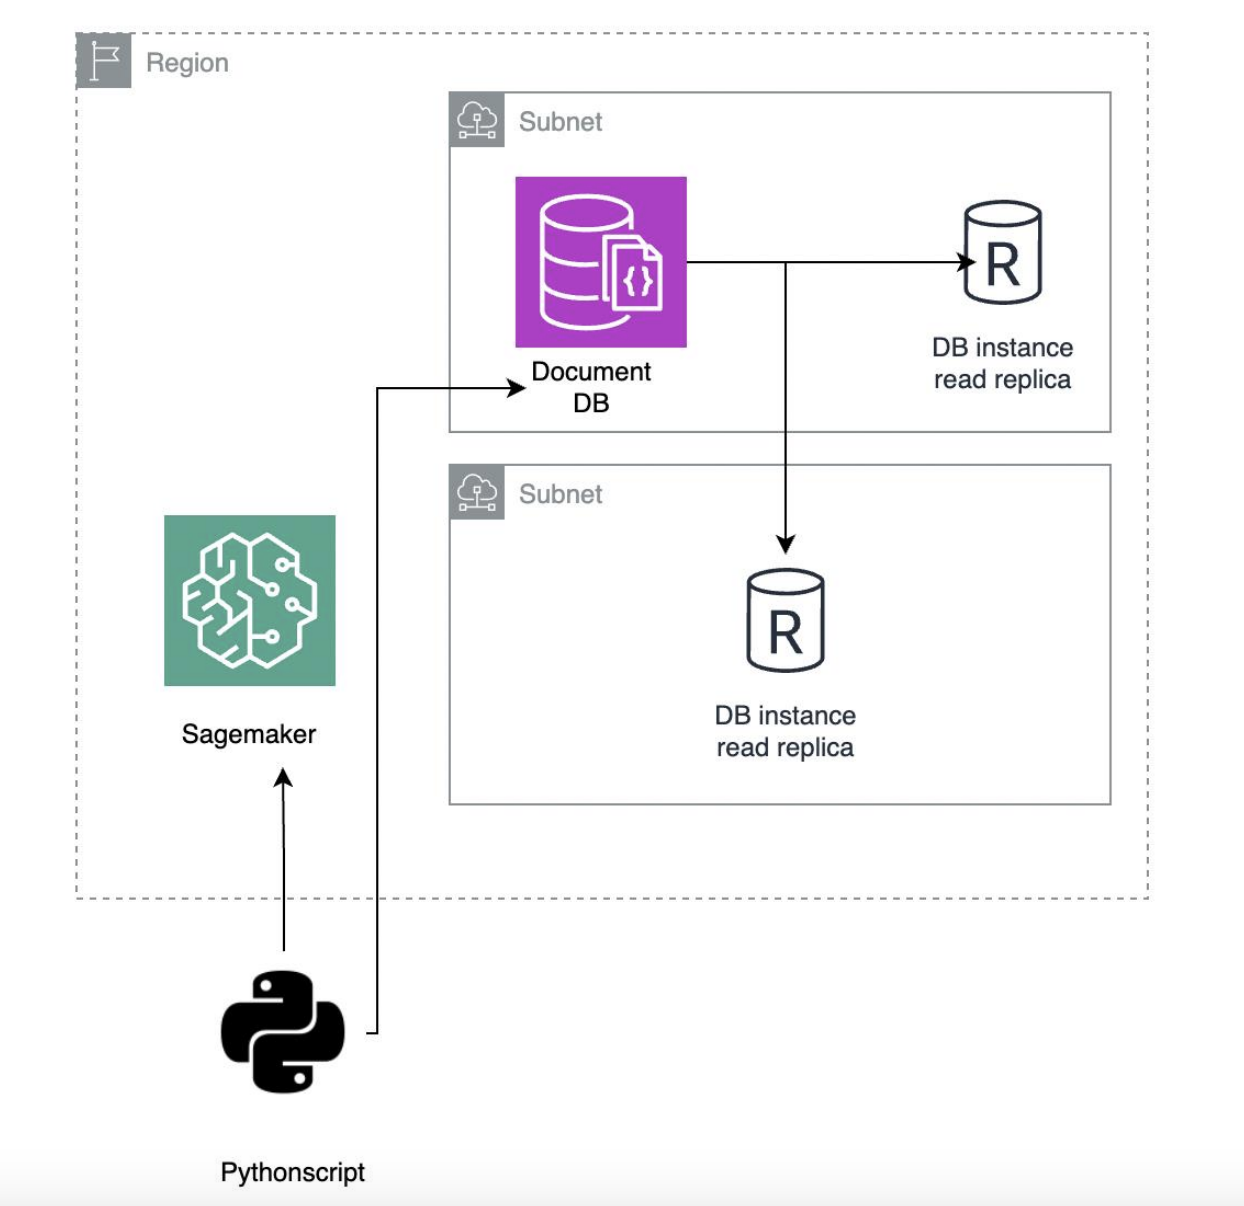 Region
Subnet
{}
Document
DB
R
DB instance
read replica
Subnet
R
DB instance
read replica
Sagemaker
Pythonscript